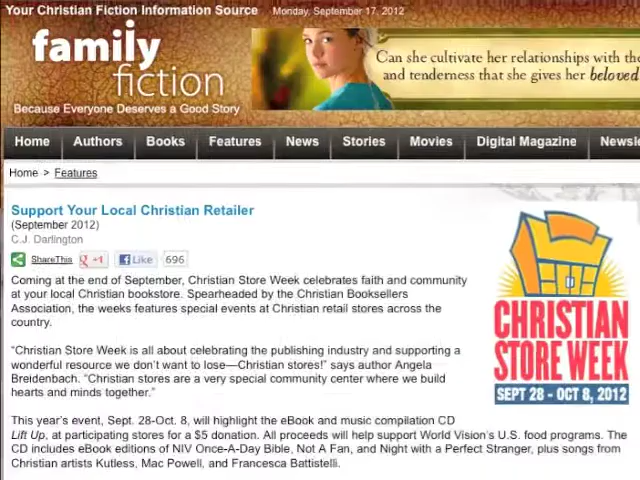 Your Christian Fiction Information Source Monday, September 17, 2012
family
fiction
Because Everyone Deserves a Good Story
Can she cultivate her relationships with the
and tenderness that she gives her beloved
Home Authors Books Features News Stories Movies Digital Magazine Newsle
Home > Features
Support Your Local Christian Retailer
(September 2012)
C.J. Darlington
ShareThis g +1 f Like 696
Coming at the end of September, Christian Store Week celebrates faith and community
at your local Christian bookstore. Spearheaded by the Christian Booksellers
Association, the weeks features special events at Christian retail stores across the
country.
“Christian Store Week is all about celebrating the publishing industry and supporting a
wonderful resource we don’t want to lose—Christian stores!” says author Angela
Breidenbach. “Christian stores are a very special community center where we build
hearts and minds together.”
CHRISTIAN
STORE WEEK
SEPT 28 - OCT 8, 2012
This year’s event, Sept. 28-Oct. 8, will highlight the eBook and music compilation CD
Lift Up, at participating stores for a $5 donation. All proceeds will help support World Vision’s U.S. food programs. The
CD includes eBook editions of NIV Once-A-Day Bible, Not A Fan, and Night with a Perfect Stranger, plus songs from
Christian artists Kutless, Mac Powell, and Francesca Battistelli.